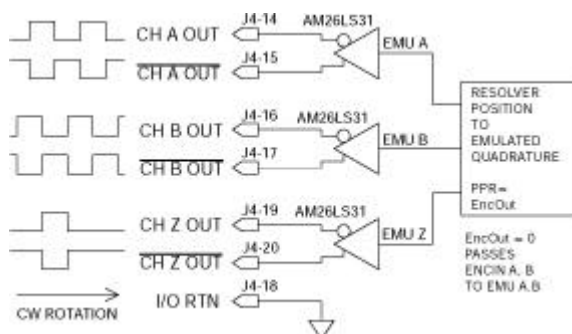 J4-14
CH A OUT
AM26LS31
EMU A
J4-15
CH A OUT
RESOLVER
POSITION
TO
EMULATED
QUADRATURE
PPR=
EncOut
J4-16
CH B OUT
AM26LS31
EMU B
J4-17
CH B OUT
J4-19
CH Z OUT
AM26LS31
EMU Z
J4-20
CH Z OUT
EncOut = 0
PASSES
ENCIN A, B
TO EMU A.B
J4-18
I/O RTN
CW ROTATION